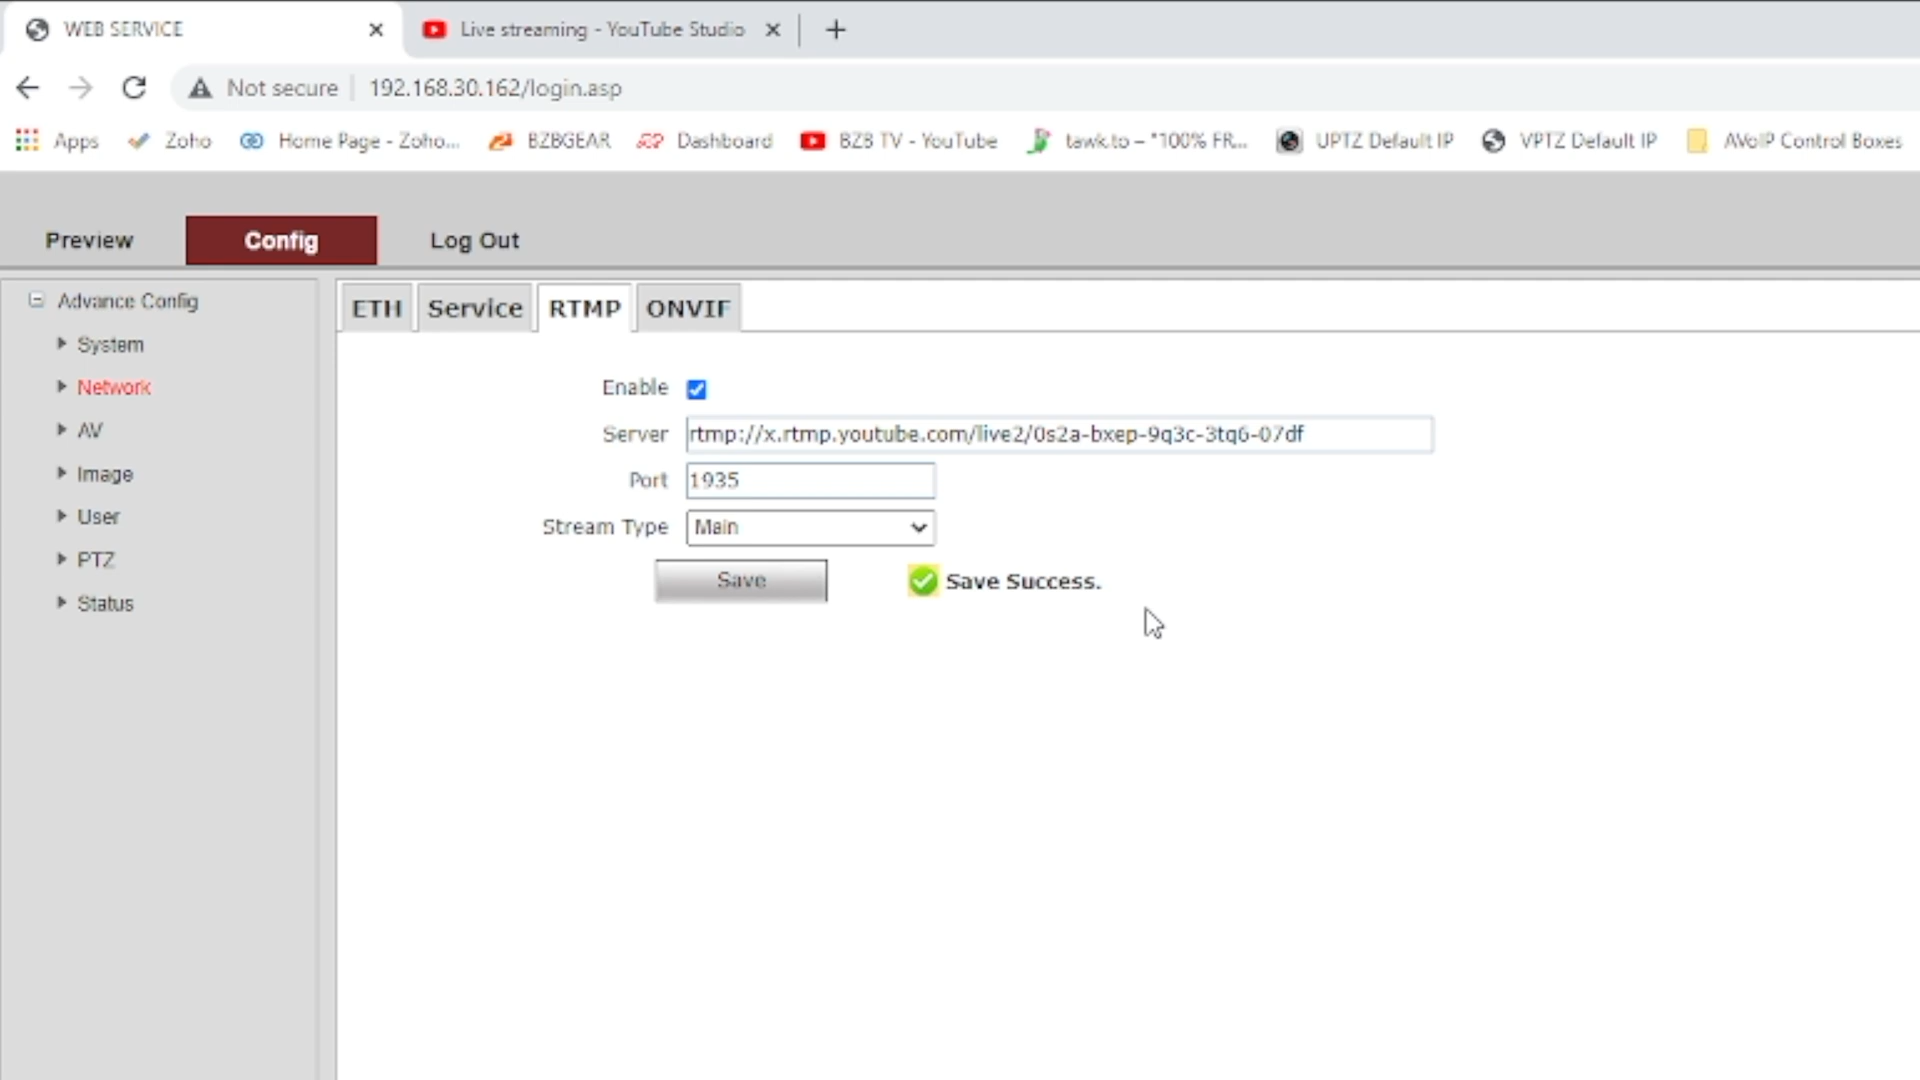 WEB SERVICE
Live streaming - YouTube Studio
Not secure
192.168.30.162/login.asp
Apps
Zoho
Home Page - Zoho...
BZBGEAR
Dashboard
BZB TV - YouTube
tawk.to – "100% FR...
UPTZ Default IP
VPTZ Default IP
AVoIP Control Boxes
Preview
Config
Log Out
Advance Config
System
Network
AV
Image
User
PTZ
Status
ETH
Service
RTMP
ONVIF
Enable
Server rtmp://x.rtmp.youtube.com/live2/0s2a-bxep-9q3c-3tq6-07df
Port 1935
Stream Type Main
Save
Save Success.